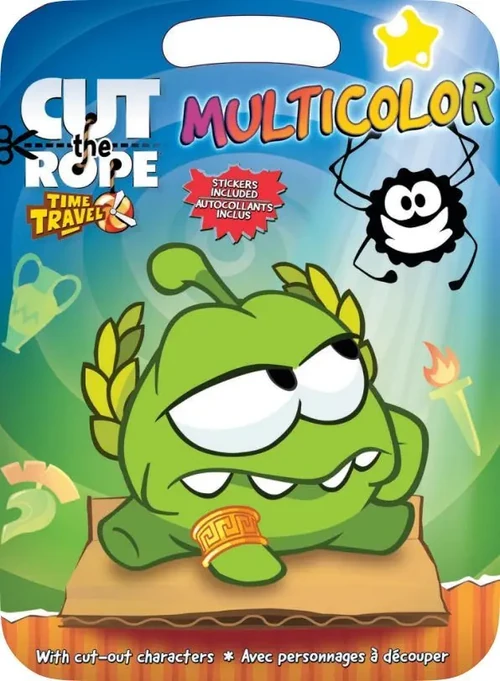 CUT
the
ROPE
TIME
TRAVEL
MULTICOLOR
STICKERS
INCLUDED
AUTOCOLLANTS
INCLUS
With cut-out characters * Avec personnages à découper